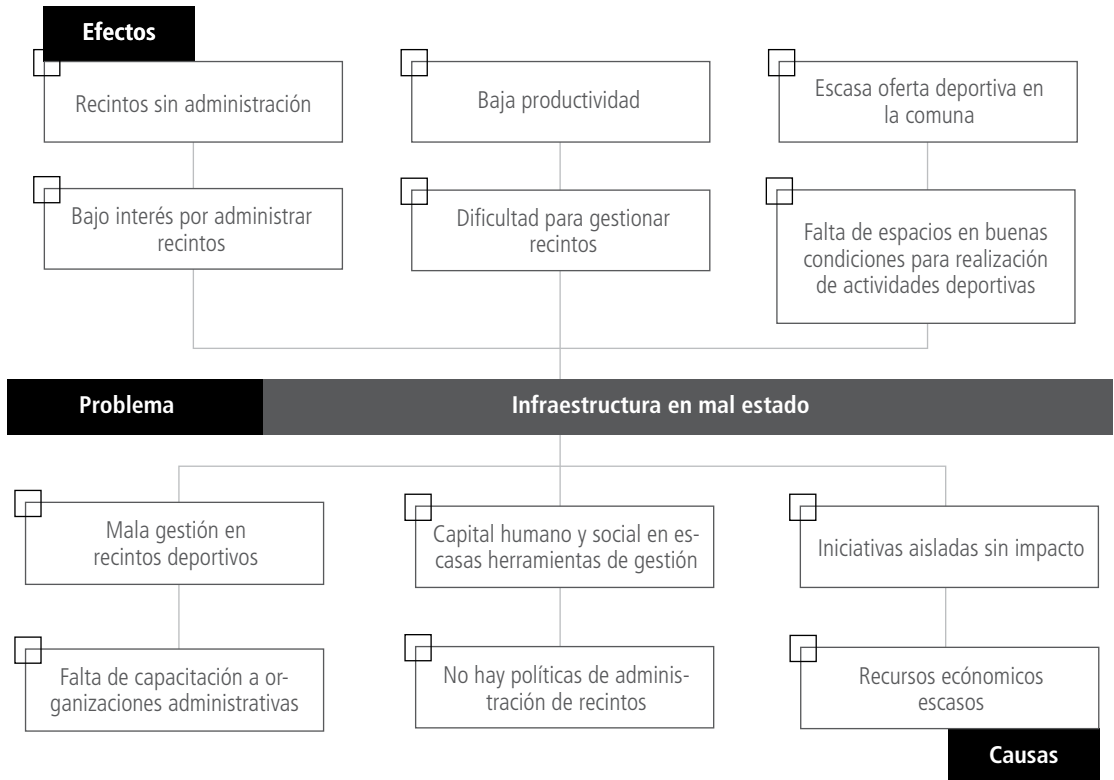 Efectos
Recintos sin administración
Baja productividad
Escasa oferta deportiva en
la comuna
Bajo interés por administrar
recintos
Dificultad para gestionar
recintos
Falta de espacios en buenas
condiciones para realización
de actividades deportivas
Problema
Infraestructura en mal estado
Mala gestión en
recintos deportivos
Capital humano y social en es-
casas herramientas de gestión
Iniciativas aisladas sin impacto
Falta de capacitación a or-
ganizaciones administrativas
No hay políticas de adminis-
tración de recintos
Recursos économicos
escasos
Causas